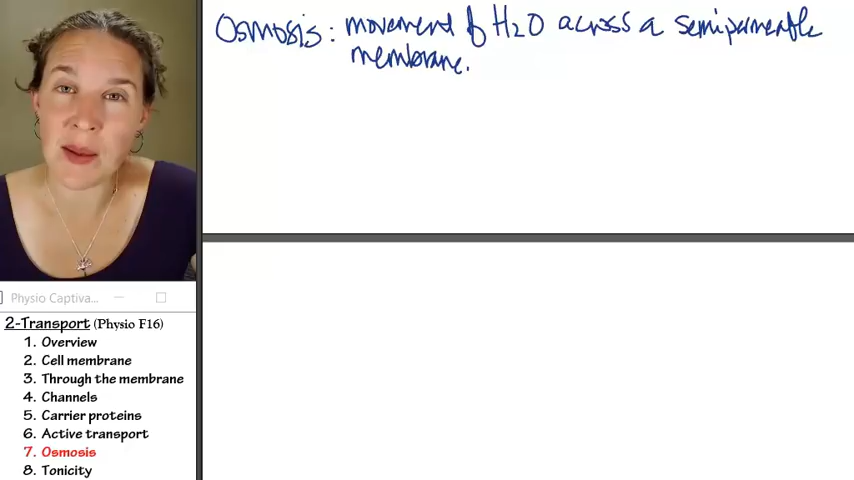 Osmosis: movement of H₂O across a semipermeable
membrane.
Physio Captiva...
2-Transport (Physio F16)
1. Overview
2. Cell membrane
3. Through the membrane
4. Channels
5. Carrier proteins
6. Active transport
7. Osmosis
8. Tonicity